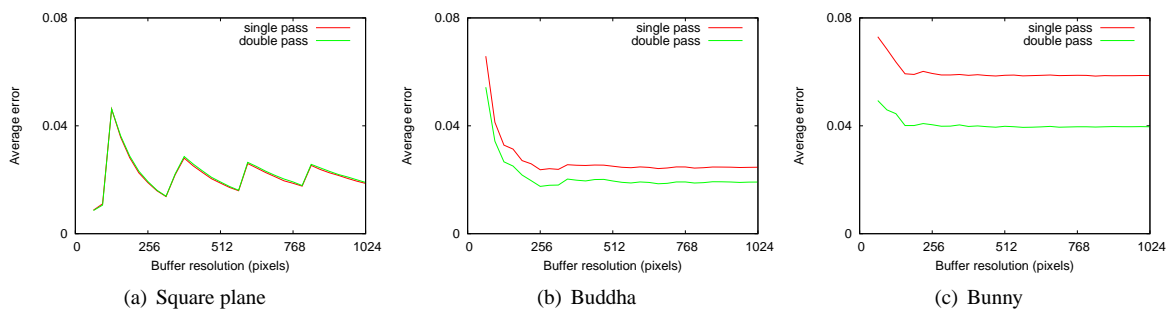 0.08
0.04
0
Average error
single pass
double pass
0 256 512 768 1024
Buffer resolution (pixels)
(a) Square plane
0.08
0.04
0
Average error
single pass
double pass
0 256 512 768 1024
Buffer resolution (pixels)
(b) Buddha
0.08
0.04
0
Average error
single pass
double pass
0 256 512 768 1024
Buffer resolution (pixels)
(c) Bunny